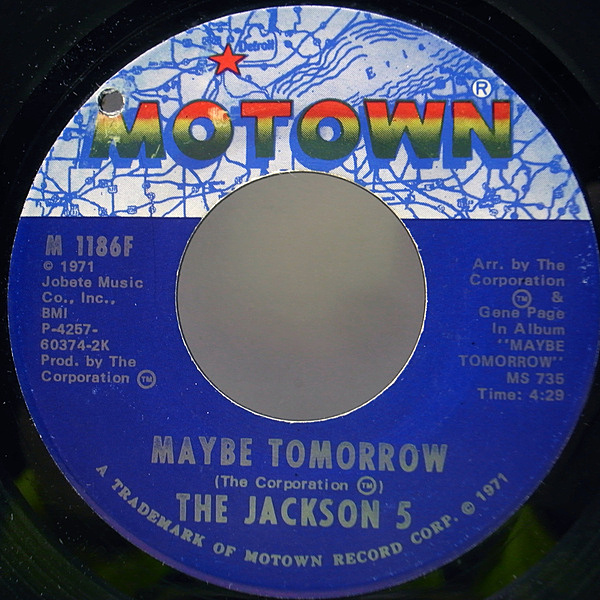 Detroit
MOTOWN®
M 1186F
© 1971
Jobete Music
Co., Inc.,
BMI
P-4257-
60374-2K
Prod. by The
Corporation ™
Arr. by The
Corporation
™ &
Gene Page
In Album
"MAYBE
TOMORROW"
MS 735
Time: 4:29
MAYBE TOMORROW
(The Corporation ™)
THE JACKSON 5
A TRADEMARK OF MOTOWN RECORD CORP. © 1971